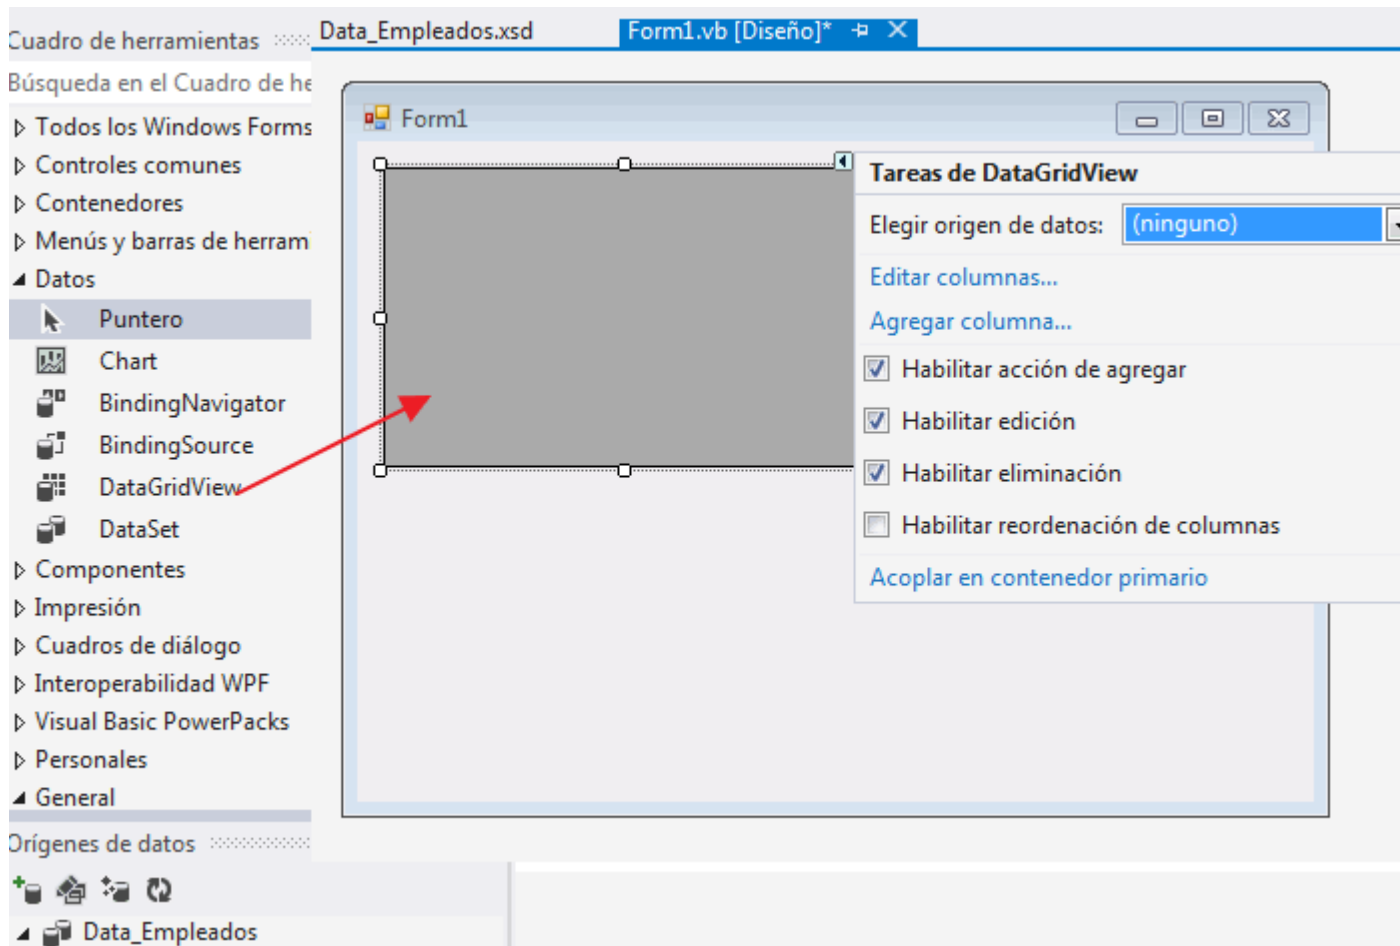 Cuadro de herramientas
Data_Empleados.xsd
Form1.vb [Diseño]*
Búsqueda en el Cuadro de he
Todos los Windows Forms
Controles comunes
Contenedores
Menús y barras de herram
Datos
Puntero
Chart
BindingNavigator
BindingSource
DataGridView
DataSet
Componentes
Impresión
Cuadros de diálogo
Interoperabilidad WPF
Visual Basic PowerPacks
Personales
General
Orígenes de datos
Data_Empleados
Form1
Tareas de DataGridView
Elegir origen de datos: (ninguno)
Editar columnas...
Agregar columna...
Habilitar acción de agregar
Habilitar edición
Habilitar eliminación
Habilitar reordenación de columnas
Acoplar en contenedor primario